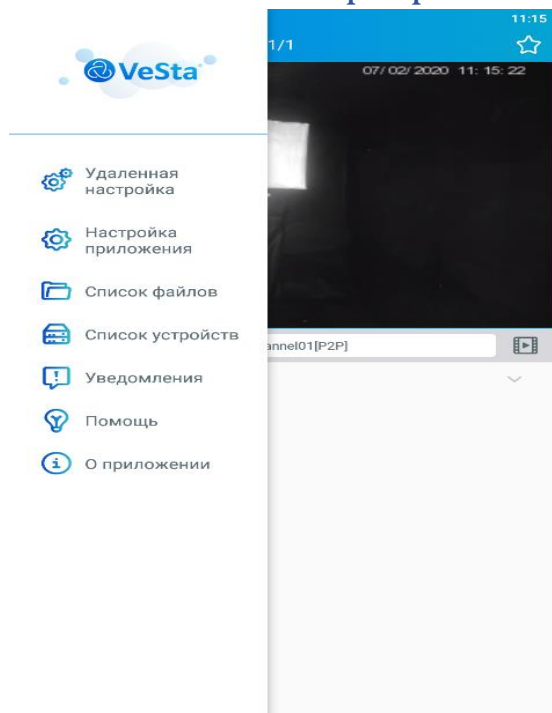 11:15
1/1
VeSta
07/02/2020 11:15:22
Удаленная
настройка
Настройка
приложения
Список файлов
Список устройств
annel01[P2P]
Уведомления
Помощь
О приложении